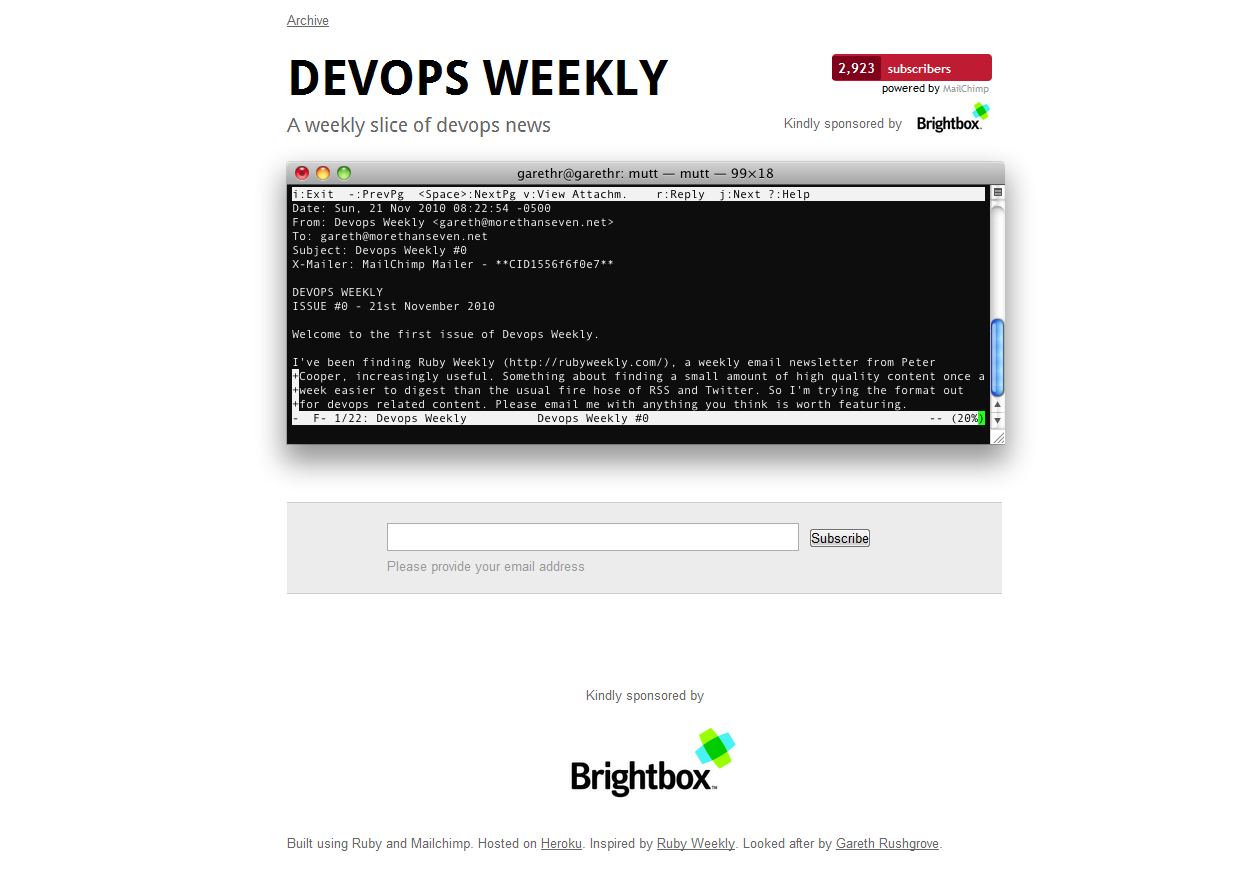 Archive
DEVOPS WEEKLY
2,923 subscribers
powered by MailChimp
A weekly slice of devops news
Kindly sponsored by Brightbox
garethr@garethr: mutt — mutt — 99×18
i:Exit  -:PrevPg  <Space>:NextPg v:View Attachm.    r:Reply  j:Next ?:Help
Date: Sun, 21 Nov 2010 08:22:54 -0500
From: Devops Weekly <gareth@morethanseven.net>
To: gareth@morethanseven.net
Subject: Devops Weekly #0
X-Mailer: MailChimp Mailer - **CID1556f6f0e7**
DEVOPS WEEKLY
ISSUE #0 - 21st November 2010
Welcome to the first issue of Devops Weekly.
I've been finding Ruby Weekly (http://rubyweekly.com/), a weekly email newsletter from Peter
+Cooper, increasingly useful. Something about finding a small amount of high quality content once a
+week easier to digest than the usual fire hose of RSS and Twitter. So I'm trying the format out
+for devops related content. Please email me with anything you think is worth featuring.
-  F- 1/22: Devops Weekly          Devops Weekly #0                                        -- (20%)
Subscribe
Please provide your email address
Kindly sponsored by
Brightbox™
Built using Ruby and Mailchimp. Hosted on Heroku. Inspired by Ruby Weekly. Looked after by Gareth Rushgrove.